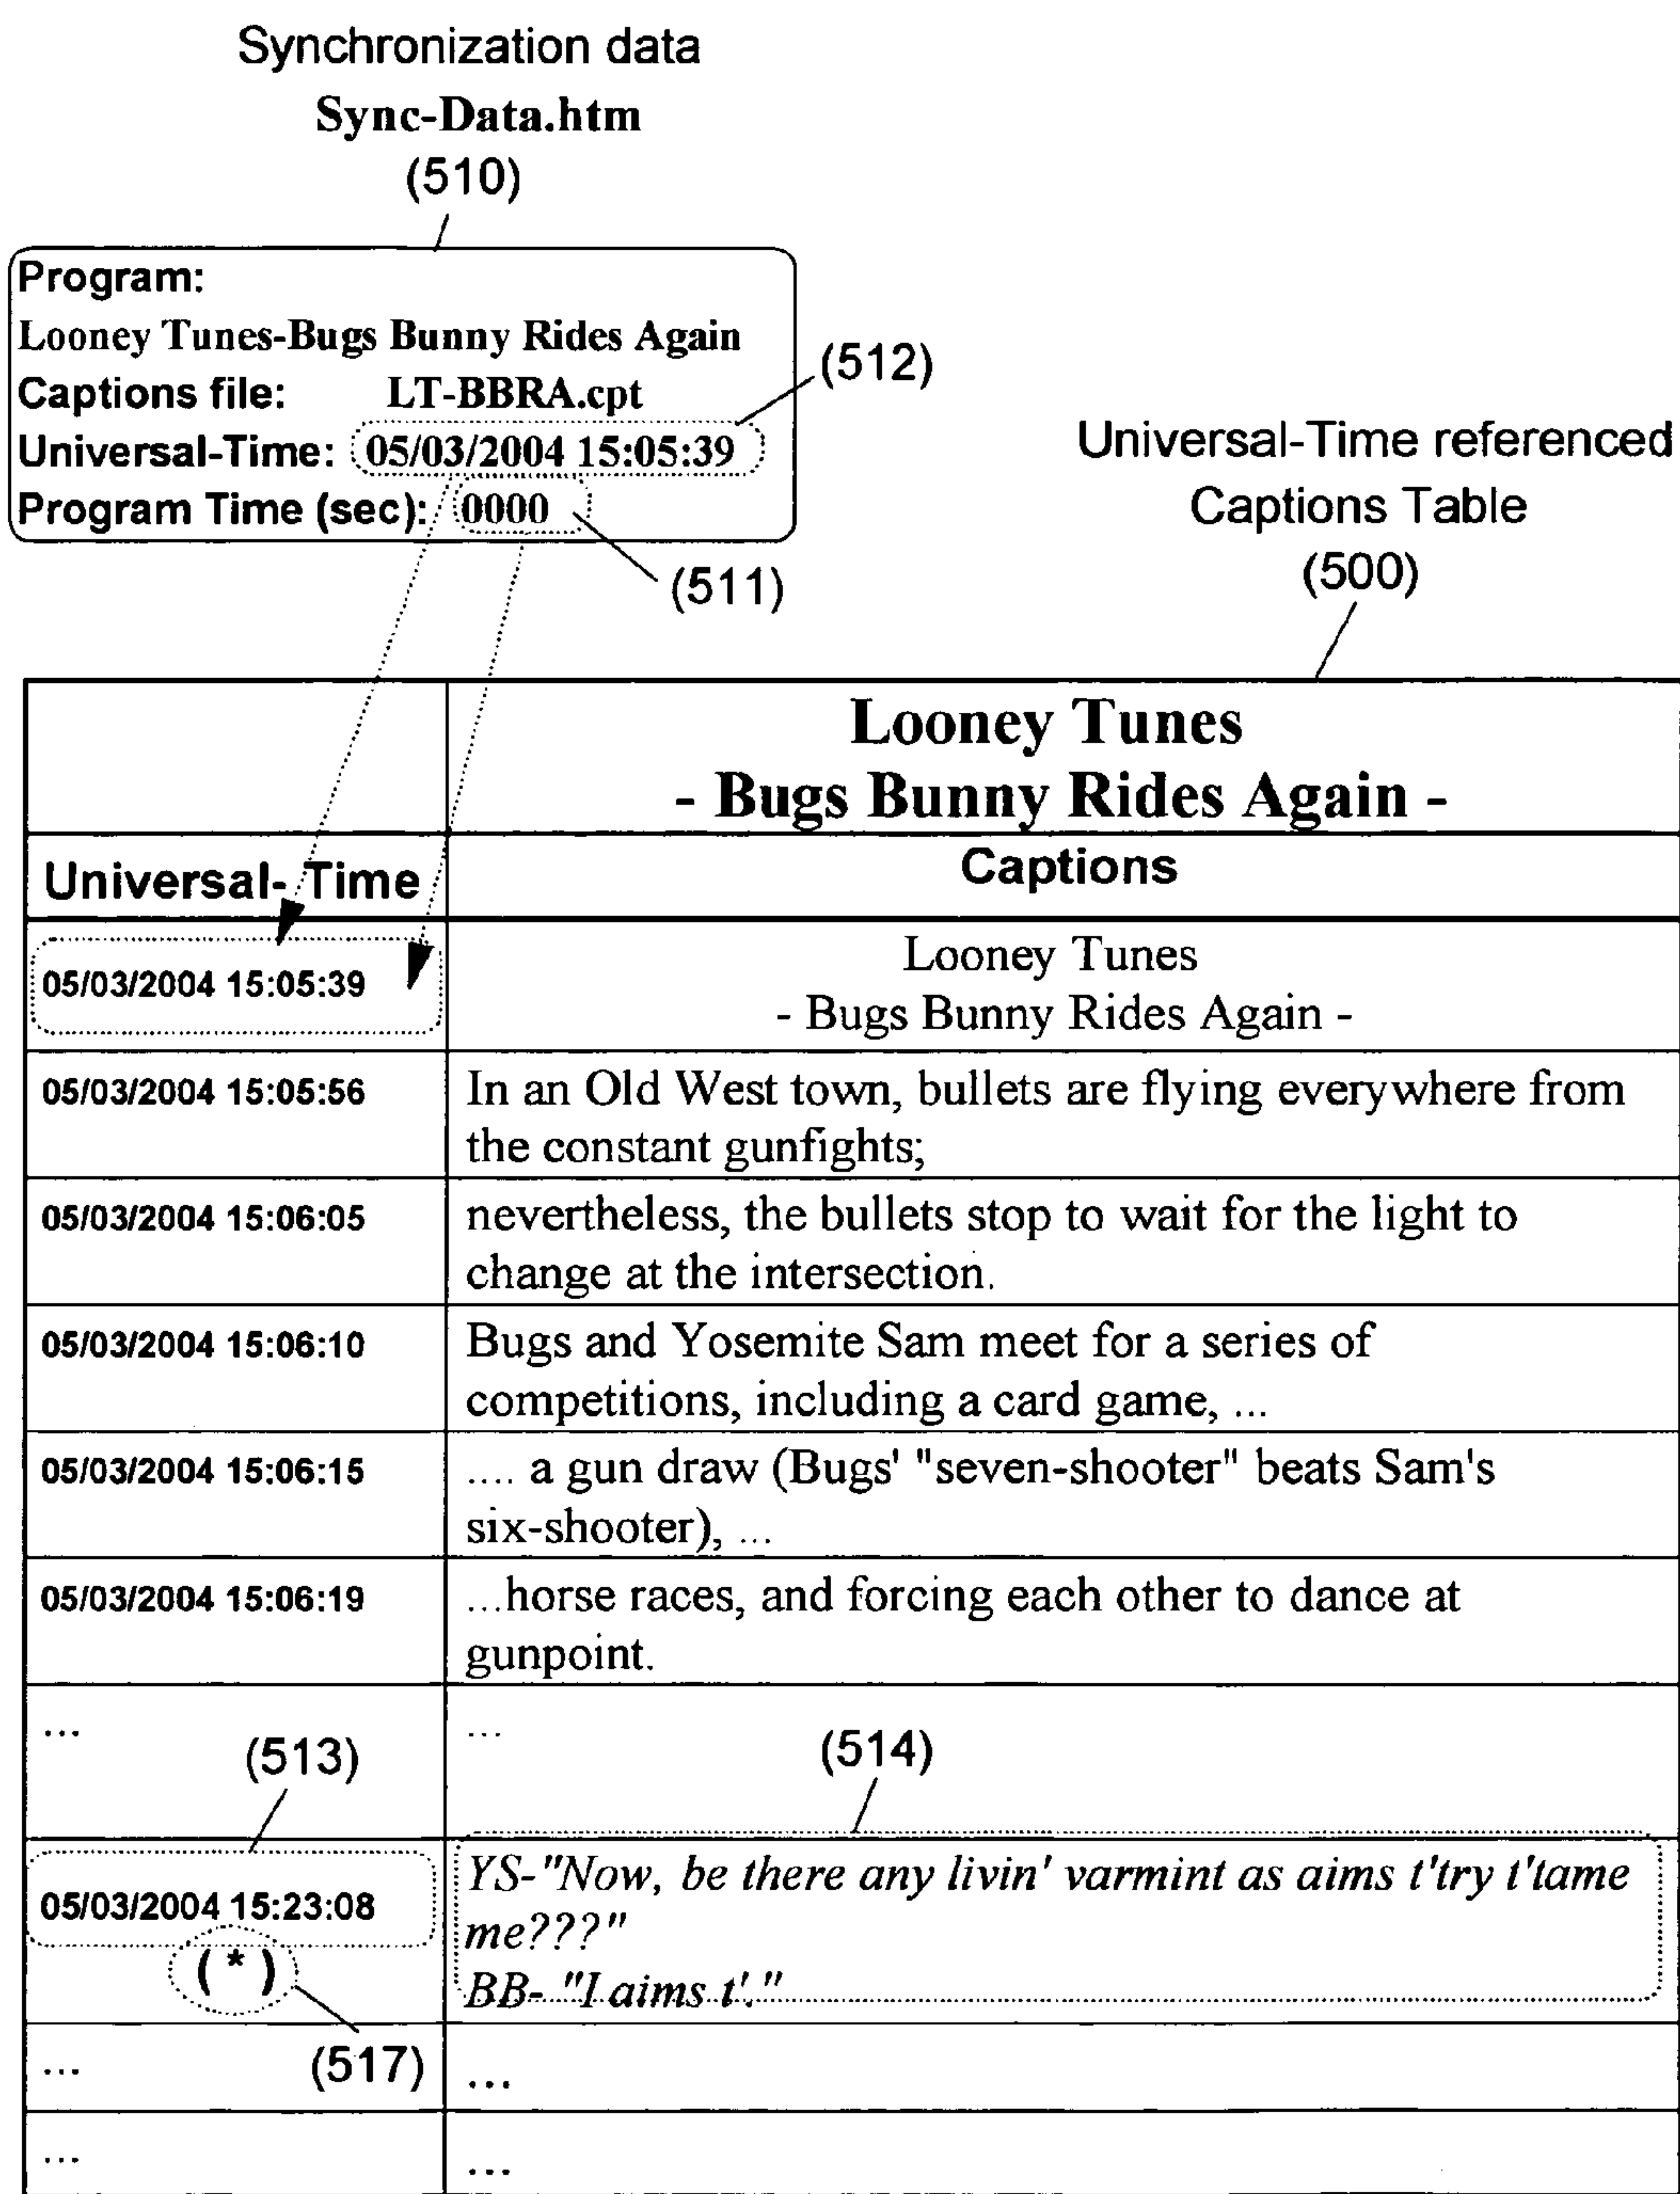 Synchronization data
Sync-Data.htm
(510)
Program:
Looney Tunes-Bugs Bunny Rides Again
Captions file: LT-BBRA.cpt
Universal-Time: 05/03/2004 15:05:39
Program Time (sec): 0000
(512)
(511)
Universal-Time referenced
Captions Table
(500)
Looney Tunes
- Bugs Bunny Rides Again -
Universal- Time
Captions
05/03/2004 15:05:39
Looney Tunes
- Bugs Bunny Rides Again -
05/03/2004 15:05:56
In an Old West town, bullets are flying everywhere from
the constant gunfights;
05/03/2004 15:06:05
nevertheless, the bullets stop to wait for the light to
change at the intersection.
05/03/2004 15:06:10
Bugs and Yosemite Sam meet for a series of
competitions, including a card game, ...
05/03/2004 15:06:15
.... a gun draw (Bugs' "seven-shooter" beats Sam's
six-shooter), ...
05/03/2004 15:06:19
...horse races, and forcing each other to dance at
gunpoint.
...
...
(513)
(514)
05/03/2004 15:23:08
(*)
YS-"Now, be there any livin' varmint as aims t'try t'tame
me???"
BB- "I aims t'."
(517)
...
...
...
...